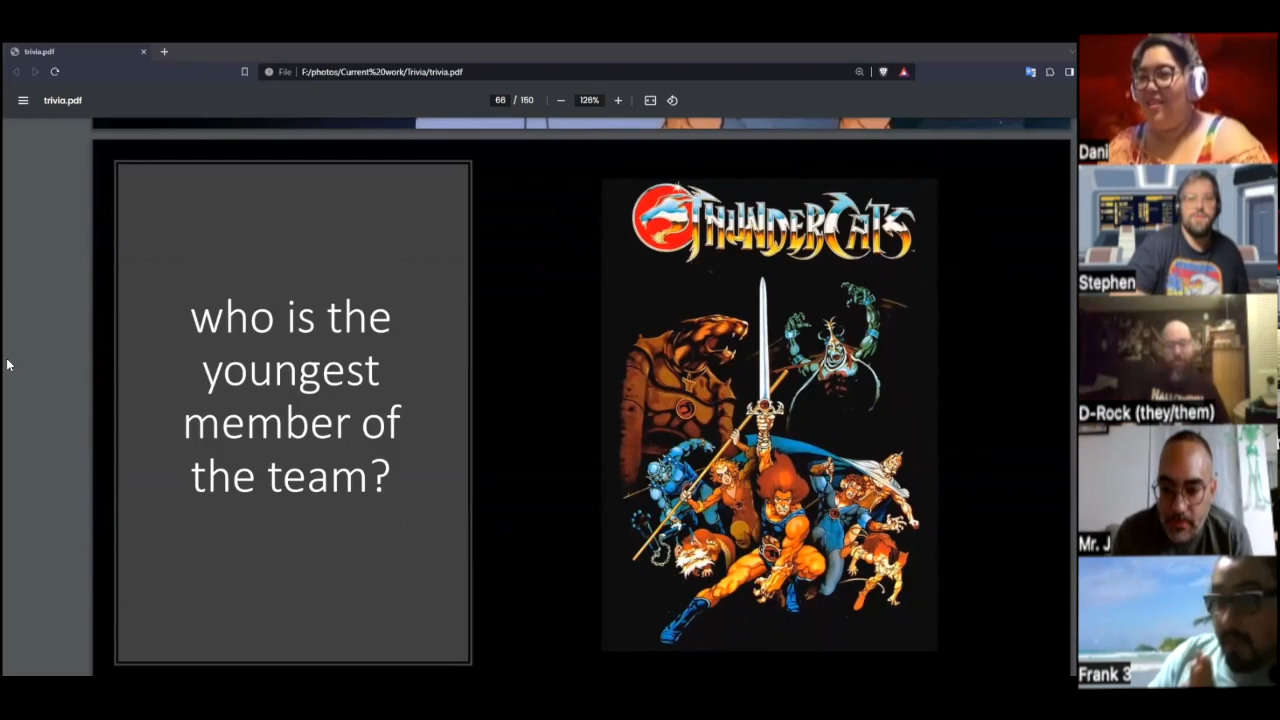 trivia.pdf
File
F:/photos/Current%20work/Trivia/trivia.pdf
trivia.pdf
66 / 150
126%
who is the
youngest
member of
the team?
THUNDERCATS
Dani
Stephen
D-Rock (they/them)
Mr. J
Frank 3